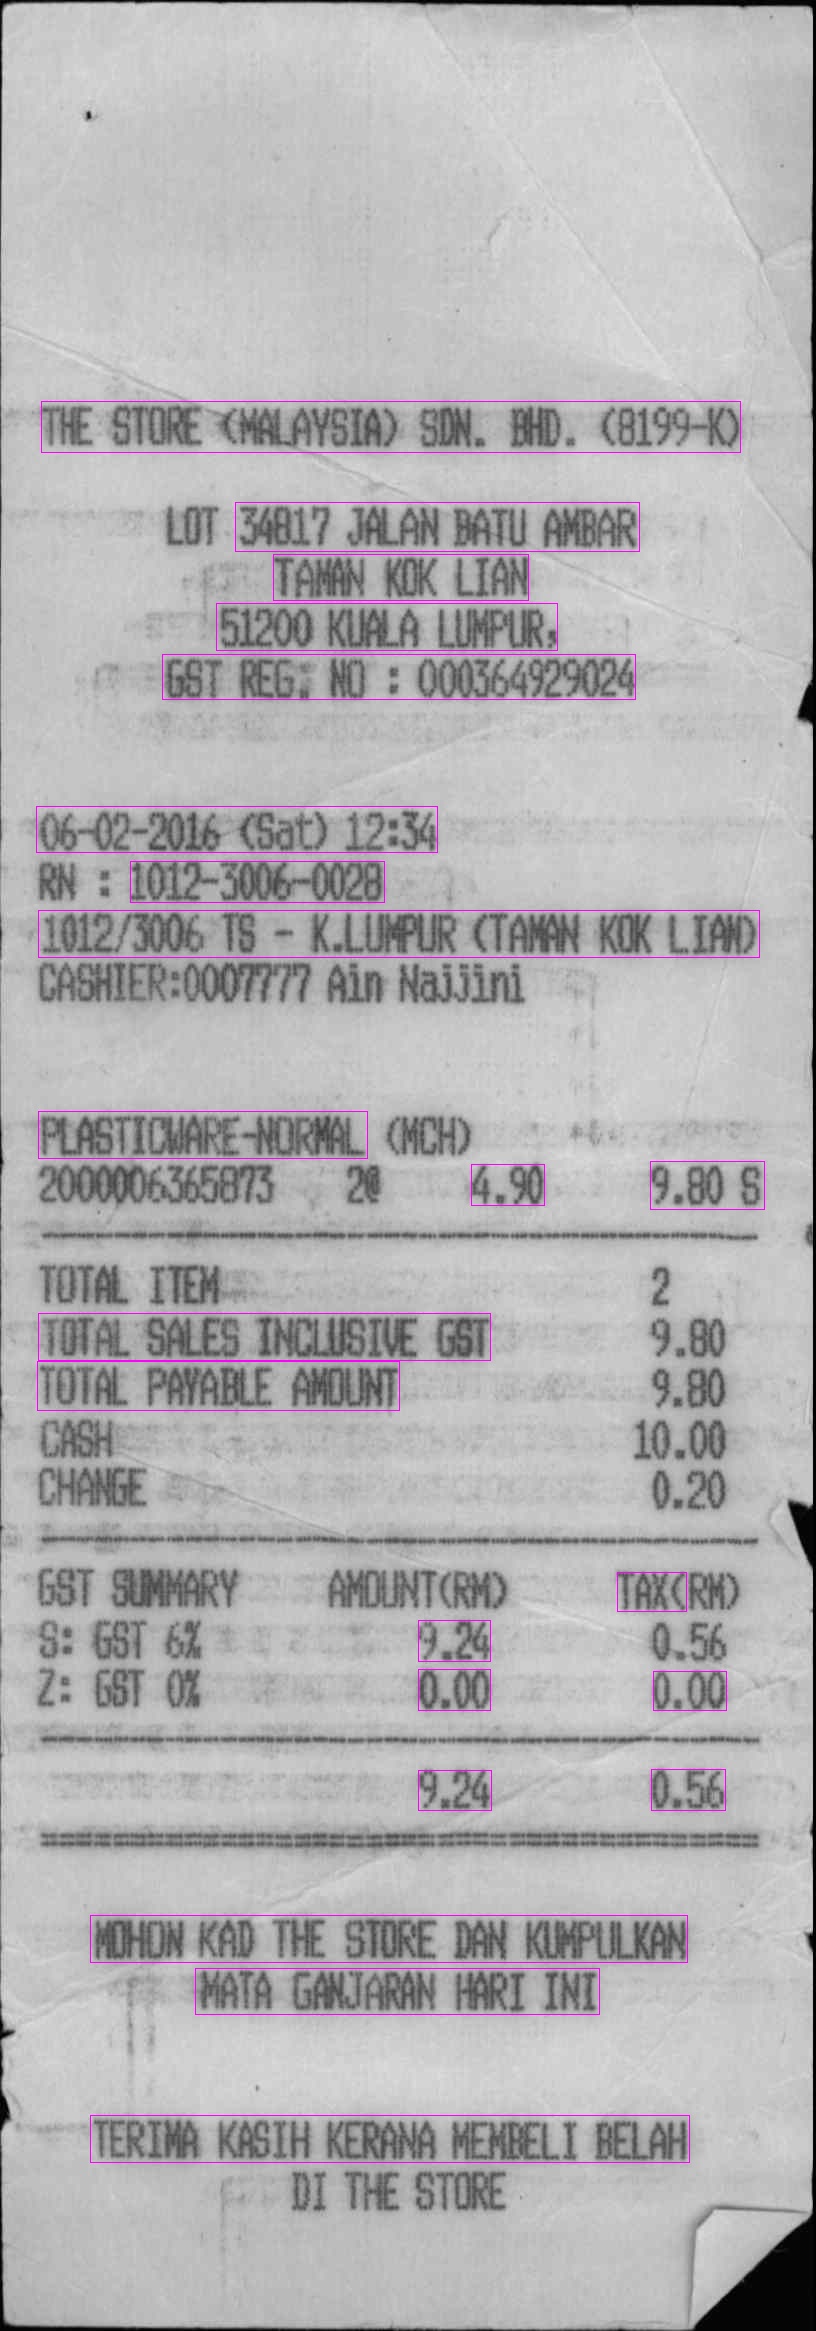 THE STORE (MALAYSIA) SDN. BHD. (8199-K)
LOT 34817 JALAN BATU AMBAR
TAMAN KOK LIAN
51200 KUALA LUMPUR,
GST REG. NO : 000364929024
06-02-2016 (Sat) 12:34
RN : 1012-3006-0028
1012/3006 TS - K.LUMPUR (TAMAN KOK LIAN)
CASHIER:0007777 Ain Najjini
PLASTICWARE-NORMAL (MCH)
2000006365873 2@ 4.90 9.80 S
TOTAL ITEM 2
TOTAL SALES INCLUSIVE GST 9.80
TOTAL PAYABLE AMOUNT 9.80
CASH 10.00
CHANGE 0.20
GST SUMMARY AMOUNT(RM) TAX(RM)
S: GST 6% 9.24 0.56
Z: GST 0% 0.00 0.00
9.24 0.56
MOHON KAD THE STORE DAN KUMPULKAN
MATA GANJARAN HARI INI
TERIMA KASIH KERANA MEMBELI BELAH
DI THE STORE